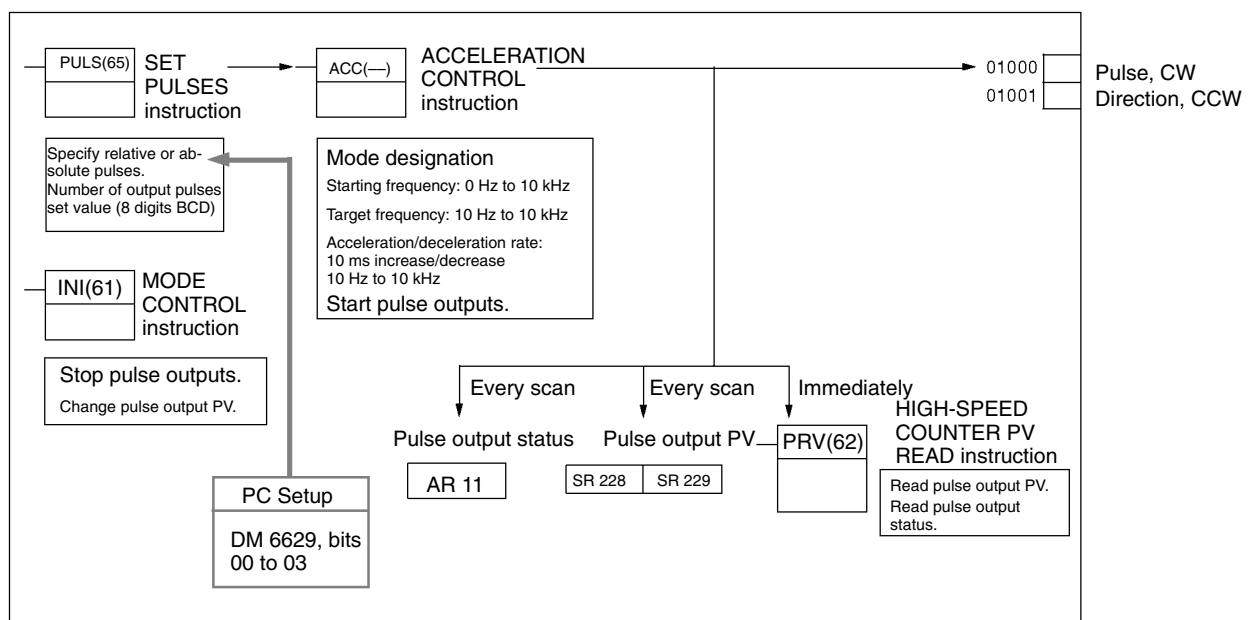 PULS(65)
SET
PULSES
instruction
ACC(—)
ACCELERATION
CONTROL
instruction
01000
01001
Pulse, CW
Direction, CCW
Specify relative or ab-
solute pulses.
Number of output pulses
set value (8 digits BCD)
Mode designation
Starting frequency: 0 Hz to 10 kHz
Target frequency: 10 Hz to 10 kHz
Acceleration/deceleration rate:
10 ms increase/decrease
10 Hz to 10 kHz
Start pulse outputs.
INI(61)
MODE
CONTROL
instruction
Stop pulse outputs.
Change pulse output PV.
Every scan
Every scan
Immediately
Pulse output status
Pulse output PV
PRV(62)
HIGH-SPEED
COUNTER PV
READ instruction
AR 11
SR 228
SR 229
Read pulse output PV.
Read pulse output
status.
PC Setup
DM 6629, bits
00 to 03